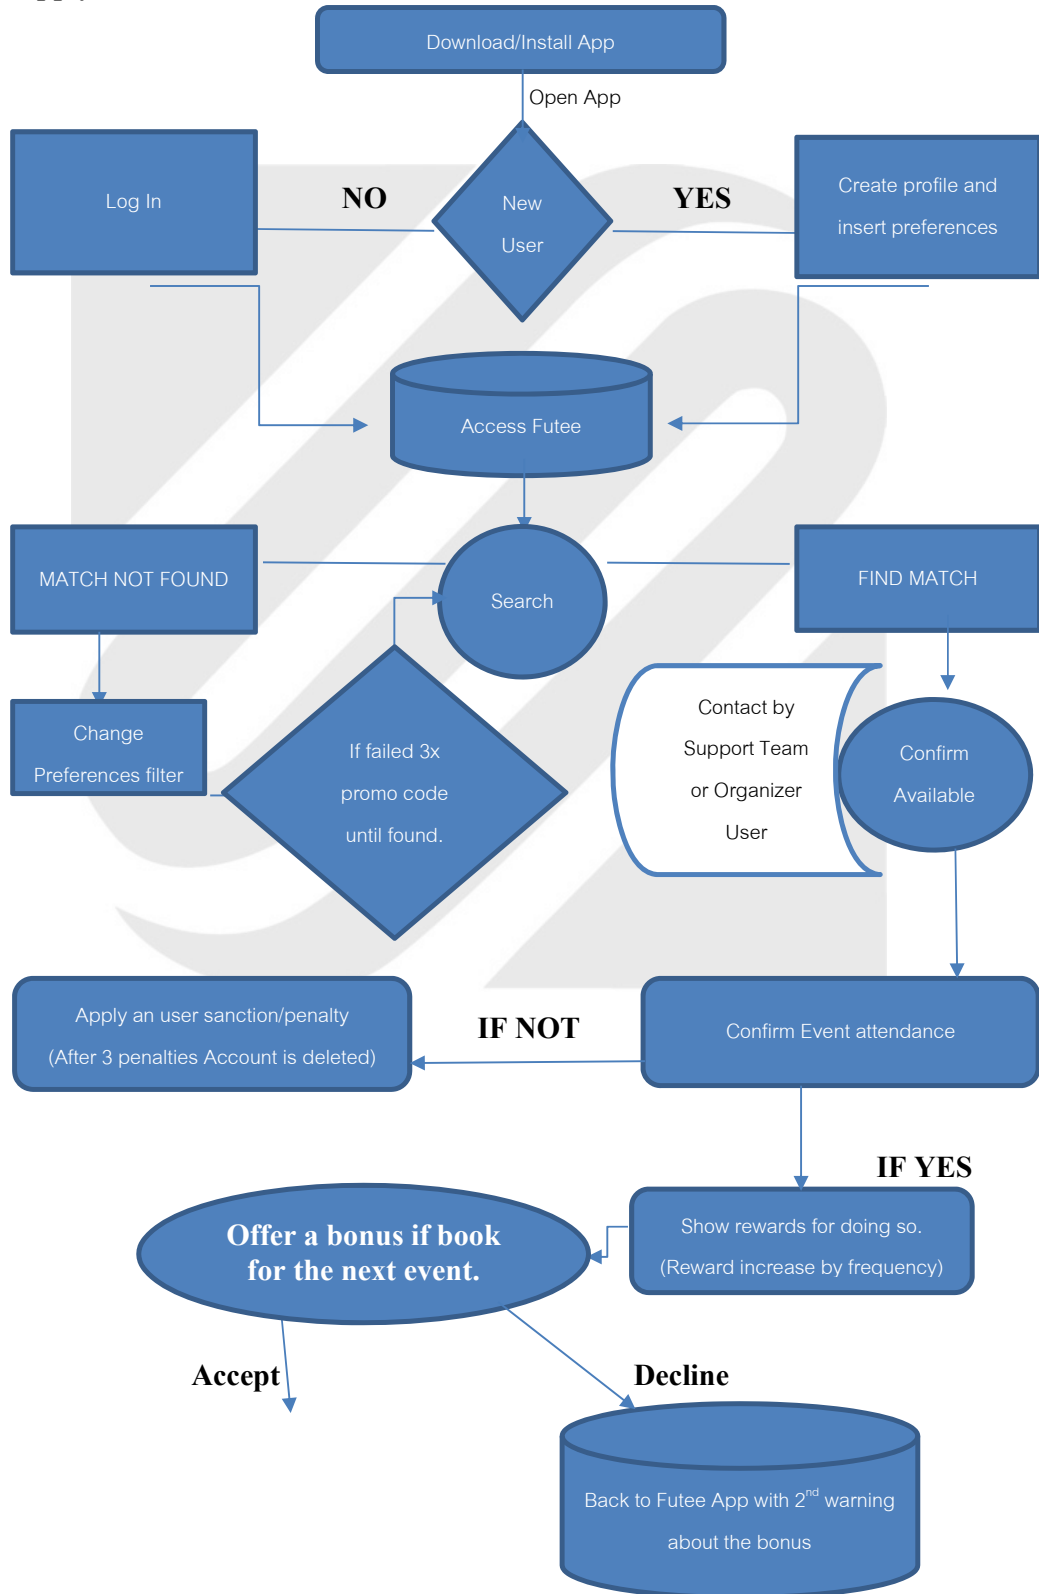 Download/Install App
Open App
Log In
NO
New
User
YES
Create profile and
insert preferences
Access Futee
MATCH NOT FOUND
Search
FIND MATCH
Change
Preferences filter
If failed 3x
promo code
until found.
Contact by
Support Team
or Organizer
User
Confirm
Available
Apply an user sanction/penalty
(After 3 penalties Account is deleted)
IF NOT
Confirm Event attendance
IF YES
Offer a bonus if book
for the next event.
Show rewards for doing so.
(Reward increase by frequency)
Accept
Decline
Back to Futee App with 2nd warning
about the bonus